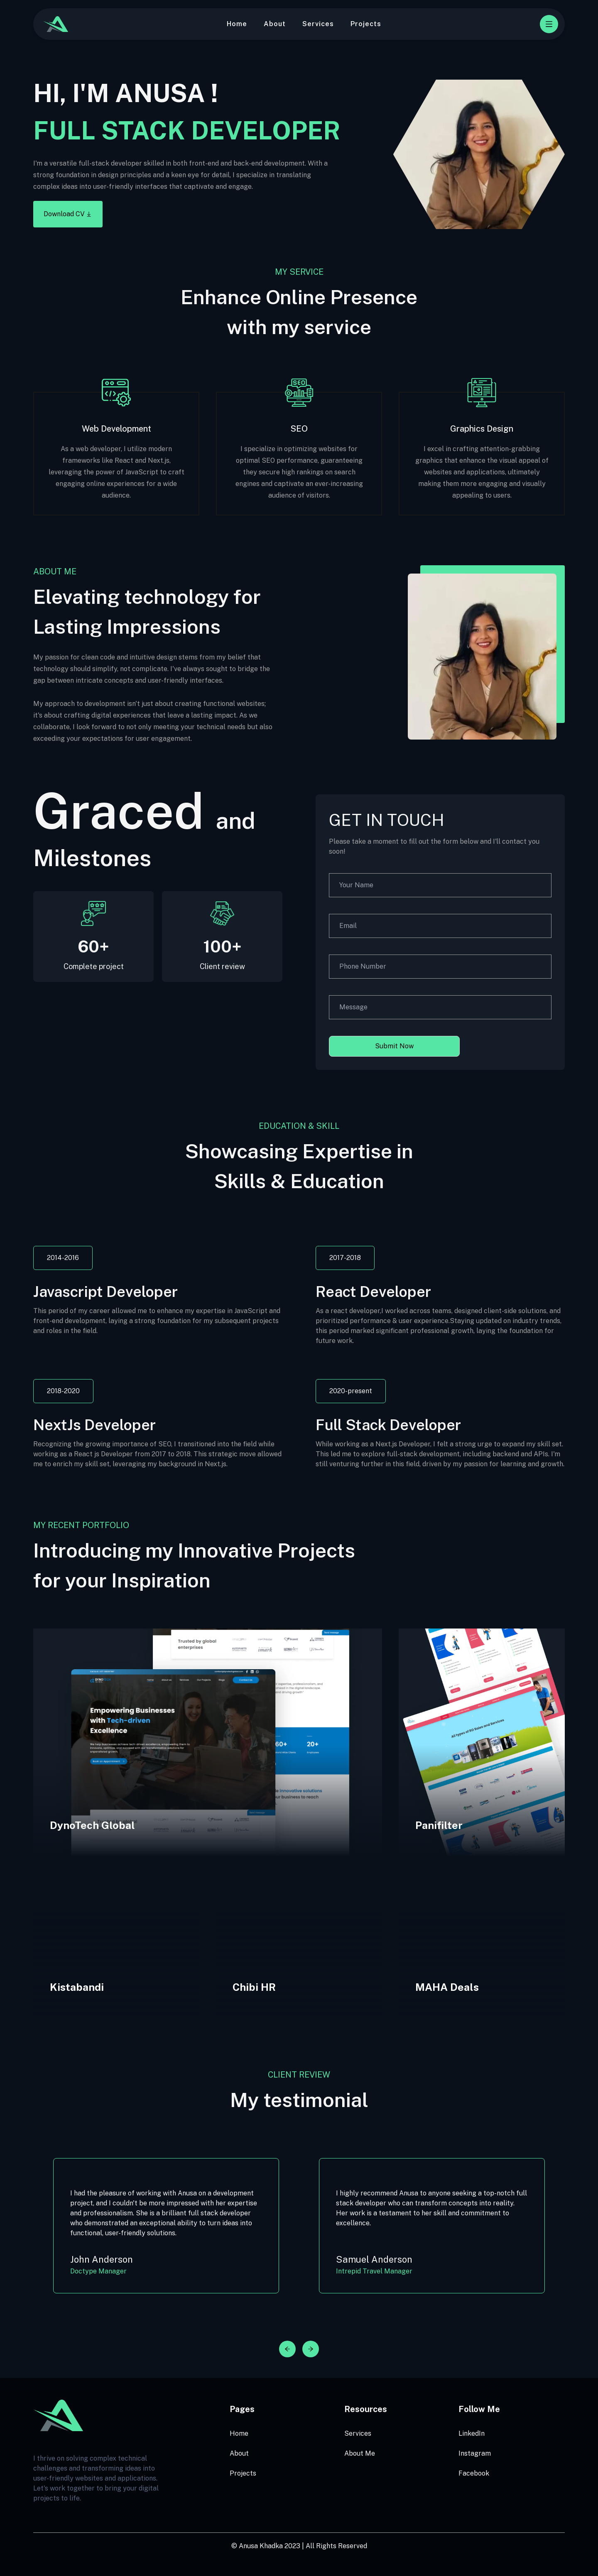 Home About Services Projects
HI, I'M ANUSA !
FULL STACK DEVELOPER
I'm a versatile full-stack developer skilled in both front-end and back-end development. With a
strong foundation in design principles and a keen eye for detail, I specialize in translating
complex ideas into user-friendly interfaces that captivate and engage.
Download CV
MY SERVICE
Enhance Online Presence
with my service
SEO
Web Development
As a web developer, I utilize modern
frameworks like React and Next.js,
leveraging the power of JavaScript to craft
engaging online experiences for a wide
audience.
SEO
I specialize in optimizing websites for
optimal SEO performance, guaranteeing
they secure high rankings on search
engines and captivate an ever-increasing
audience of visitors.
Graphics Design
I excel in crafting attention-grabbing
graphics that enhance the visual appeal of
websites and applications, ultimately
making them more engaging and visually
appealing to users.
ABOUT ME
Elevating technology for
Lasting Impressions
My passion for clean code and intuitive design stems from my belief that
technology should simplify, not complicate. I've always sought to bridge the
gap between intricate concepts and user-friendly interfaces.
My approach to development isn't just about creating functional websites;
it's about crafting digital experiences that leave a lasting impact. As we
collaborate, I look forward to not only meeting your technical needs but also
exceeding your expectations for user engagement.
Graced and
Milestones
60+
Complete project
100+
Client review
GET IN TOUCH
Please take a moment to fill out the form below and I'll contact you
soon!
Your Name
Email
Phone Number
Message
Submit Now
EDUCATION & SKILL
Showcasing Expertise in
Skills & Education
2014-2016
Javascript Developer
This period of my career allowed me to enhance my expertise in JavaScript and
front-end development, laying a strong foundation for my subsequent projects
and roles in the field.
2017-2018
React Developer
As a react developer,I worked across teams, designed client-side solutions, and
prioritized performance & user experience.Staying updated on industry trends,
this period marked significant professional growth, laying the foundation for
future work.
2018-2020
NextJs Developer
Recognizing the growing importance of SEO, I transitioned into the field while
working as a React js Developer from 2017 to 2018. This strategic move allowed
me to enrich my skill set, leveraging my background in Next.js.
2020-present
Full Stack Developer
While working as a Next.js Developer, I felt a strong urge to expand my skill set.
This led me to explore full-stack development, including backend and APIs. I'm
still venturing further in this field, driven by my passion for learning and growth.
MY RECENT PORTFOLIO
Introducing my Innovative Projects
for your Inspiration
Trusted by global
enterprises
Empowering Businesses
with Tech-driven
Excellence
60+
20+
DynoTech Global
Panifilter
Kistabandi
Chibi HR
MAHA Deals
CLIENT REVIEW
My testimonial
I had the pleasure of working with Anusa on a development
project, and I couldn't be more impressed with her expertise
and professionalism. She is a brilliant full stack developer
who demonstrated an exceptional ability to turn ideas into
functional, user-friendly solutions.
John Anderson
Doctype Manager
I highly recommend Anusa to anyone seeking a top-notch full
stack developer who can transform concepts into reality.
Her work is a testament to her skill and commitment to
excellence.
Samuel Anderson
Intrepid Travel Manager
I thrive on solving complex technical
challenges and transforming ideas into
user-friendly websites and applications.
Let's work together to bring your digital
projects to life.
Pages
Home
About
Projects
Resources
Services
About Me
Follow Me
LinkedIn
Instagram
Facebook
© Anusa Khadka 2023 | All Rights Reserved